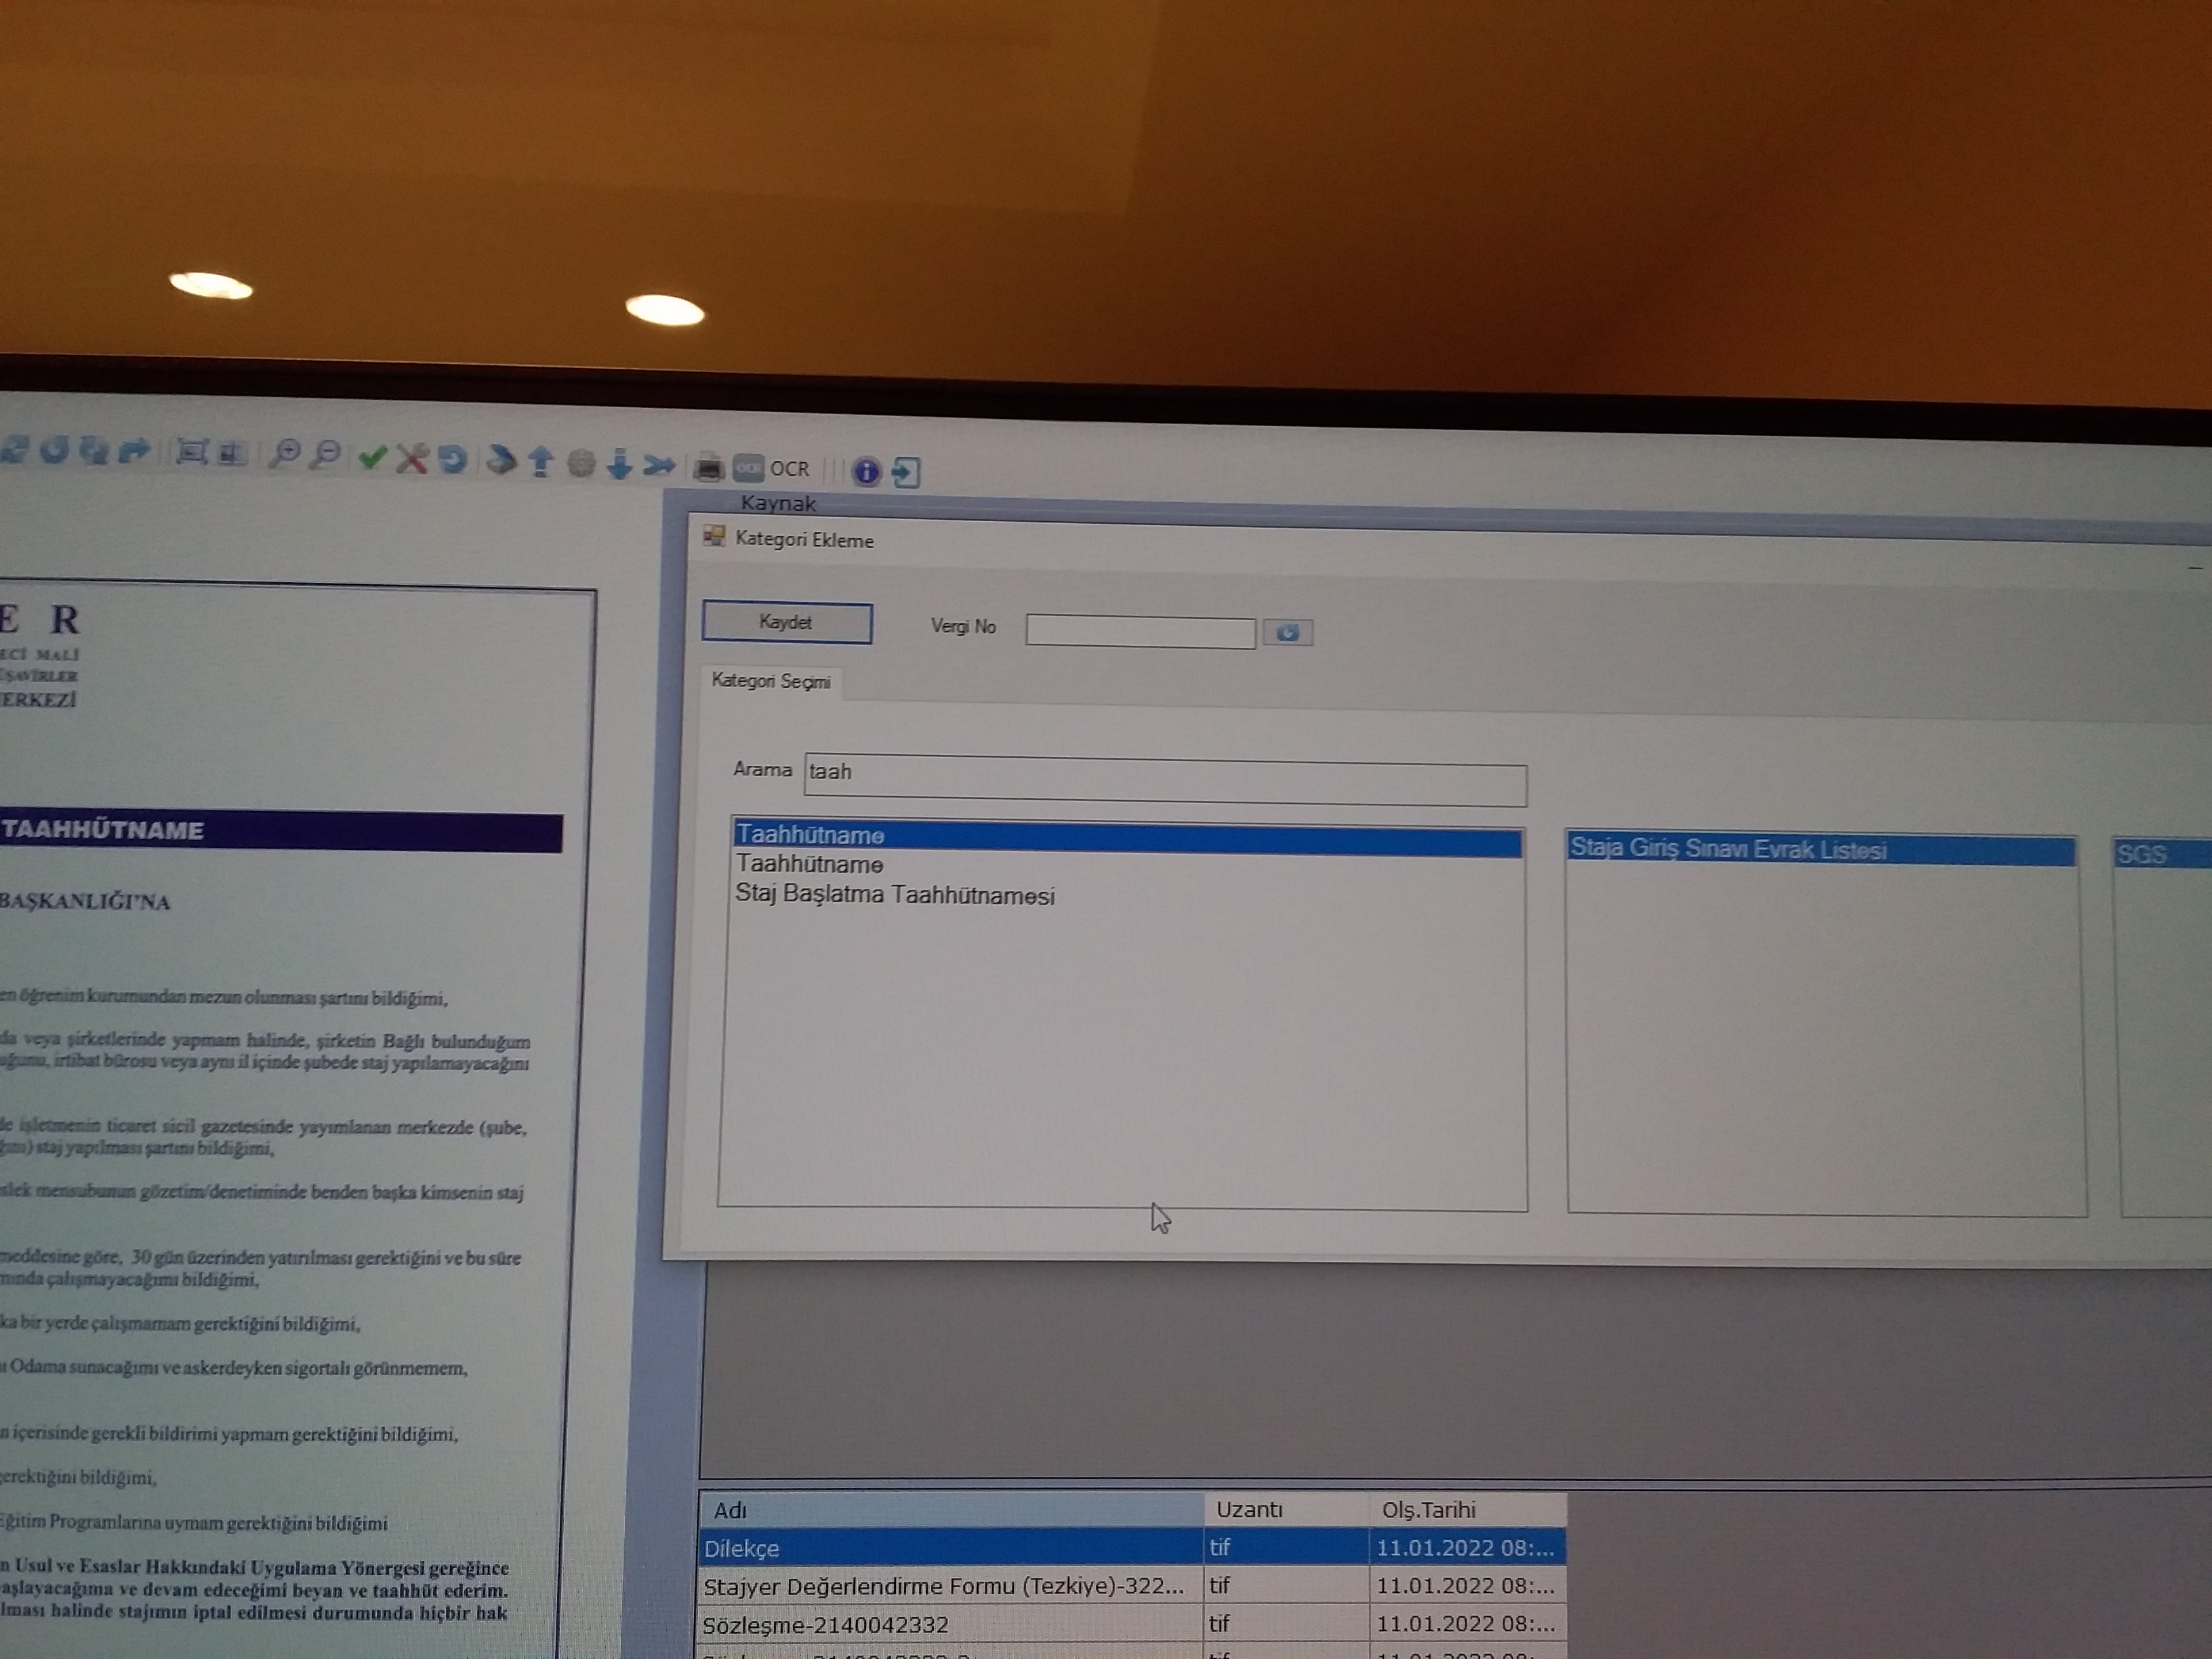 OCR
Kaynak
Kategori Ekleme
Kaydet
Vergi No
Kategori Seçimi
Arama
taah
Taahhütname
Taahhütname
Staj Başlatma Taahhütnamesi
Staja Giriş Sınavı Evrak Listesi
SGS
E R
ECİ MALİ
ERKEZİ
TAAHHÜTNAME
BAŞKANLIĞI'NA
en öğrenim kurumundan mezun olunması şartını bildiğimi,
da veya şirketlerinde yapmam halinde, şirketin Bağlı bulunduğum
uğunu, irtibat bürosu veya aynı il içinde şubede staj yapılamayacağını
de işletmenin ticaret sicil gazetesinde yayımlanan merkezde (şube,
ğını) staj yapılması şartını bildiğimi,
slek mensubunun gözetim/denetiminde benden başka kimsenin staj
meddesine göre, 30 gün üzerinden yatırılması gerektiğini ve bu süre
mında çalışmayacağımı bildiğimi,
ka bir yerde çalışmamam gerektiğini bildiğimi,
ı Odama sunacağımı ve askerdeyken sigortalı görünmemem,
n içerisinde gerekli bildirimi yapmam gerektiğini bildiğimi,
gerektiğini bildiğimi,
Eğitim Programlarına uymam gerektiğini bildiğimi
n Usul ve Esaslar Hakkındaki Uygulama Yönergesi gereğince
aşlayacağıma ve devam edeceğimi beyan ve taahhüt ederim.
lması halinde stajımın iptal edilmesi durumunda hiçbir hak
Adı Uzantı Olş.Tarihi
Dilekçe tif 11.01.2022 08:...
Stajyer Değerlendirme Formu (Tezkiye)-322... tif 11.01.2022 08:...
Sözleşme-2140042332 tif 11.01.2022 08:...